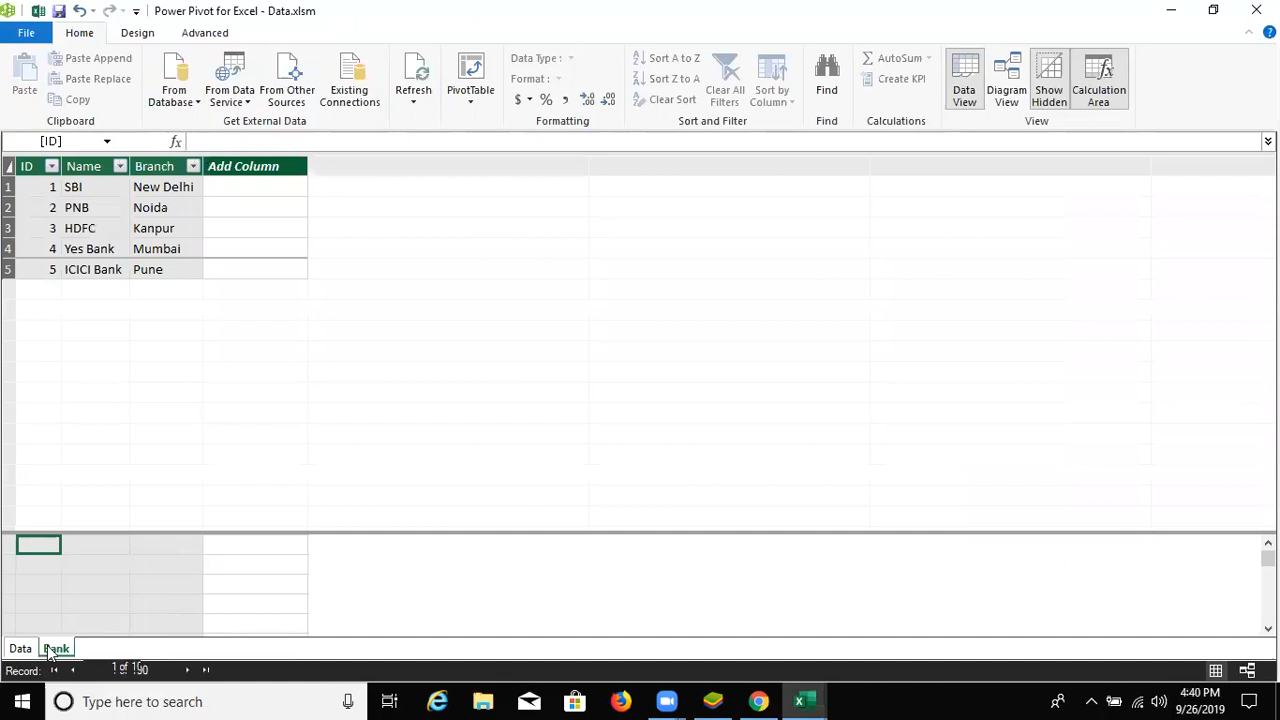 Power Pivot for Excel - Data.xlsm
File Home Design Advanced
Paste
Paste Append
Paste Replace
Copy
Clipboard
From Database
From Data Service
From Other Sources
Existing Connections
Get External Data
Refresh
PivotTable
Data Type :
Format :
$ % ,
Formatting
Sort A to Z
Sort Z to A
Clear Sort
Clear All Filters
Sort by Column
Sort and Filter
Find
Find
AutoSum
Create KPI
Calculations
Data View
Diagram View
Show Hidden
Calculation Area
View
[ID] fx
ID Name Branch Add Column
1 1 SBI New Delhi
2 2 PNB Noida
3 3 HDFC Kanpur
4 4 Yes Bank Mumbai
5 5 ICICI Bank Pune
Data Bank
Record: 1 of
Type here to search
4:40 PM
9/26/2019